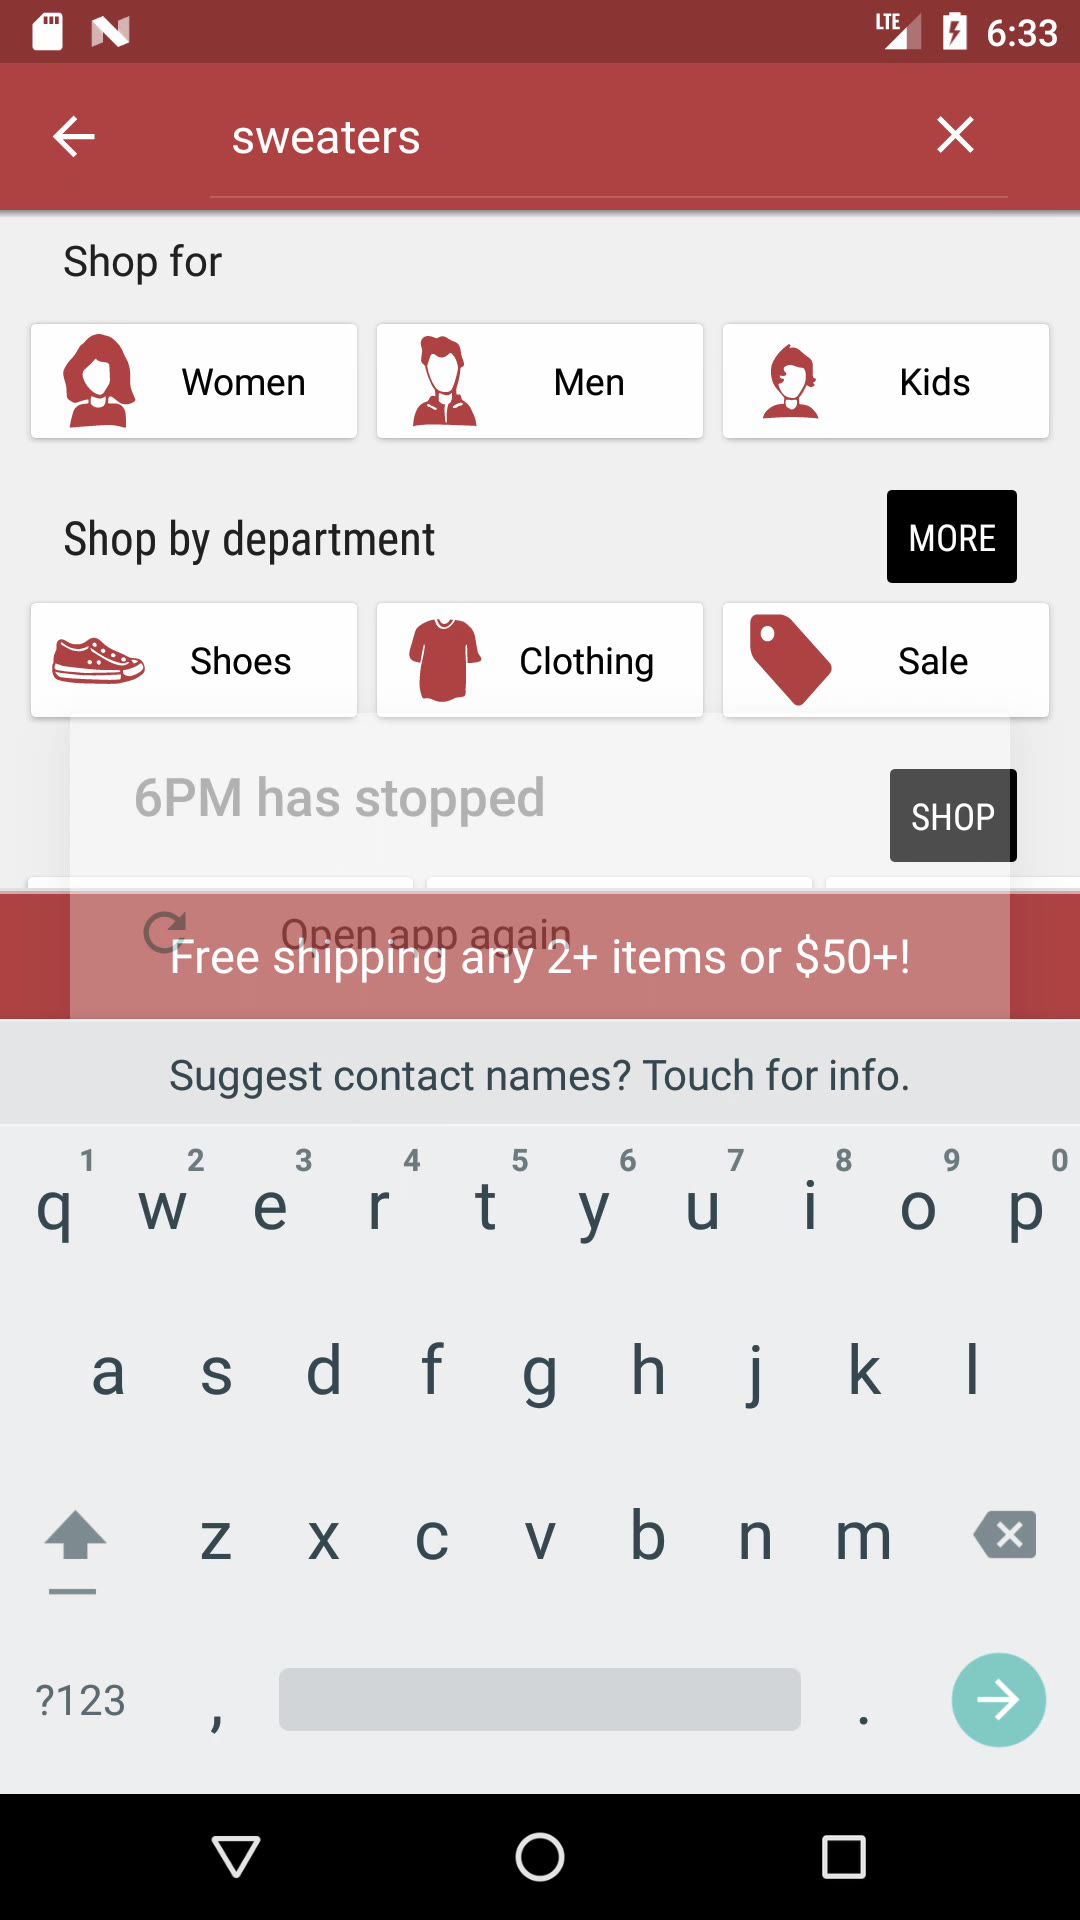 LTE 6:33
sweaters
Shop for
Women Men Kids
Shop by department MORE
Shoes Clothing Sale
6PM has stopped SHOP
Open app again
Free shipping any 2+ items or $50+!
Suggest contact names? Touch for info.
1 2 3 4 5 6 7 8 9 0
q w e r t y u i o p
a s d f g h j k l
z x c v b n m
?123 , .